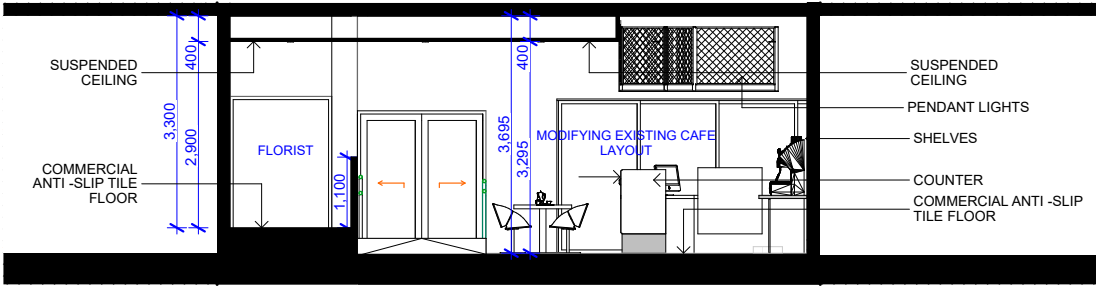 SUSPENDED
CEILING
COMMERCIAL
ANTI -SLIP TILE
FLOOR
3,300
400
2,900
FLORIST
1,100
3,695
400
3,295
MODIFYING EXISTING CAFE
LAYOUT
SUSPENDED
CEILING
PENDANT LIGHTS
SHELVES
COUNTER
COMMERCIAL ANTI -SLIP
TILE FLOOR